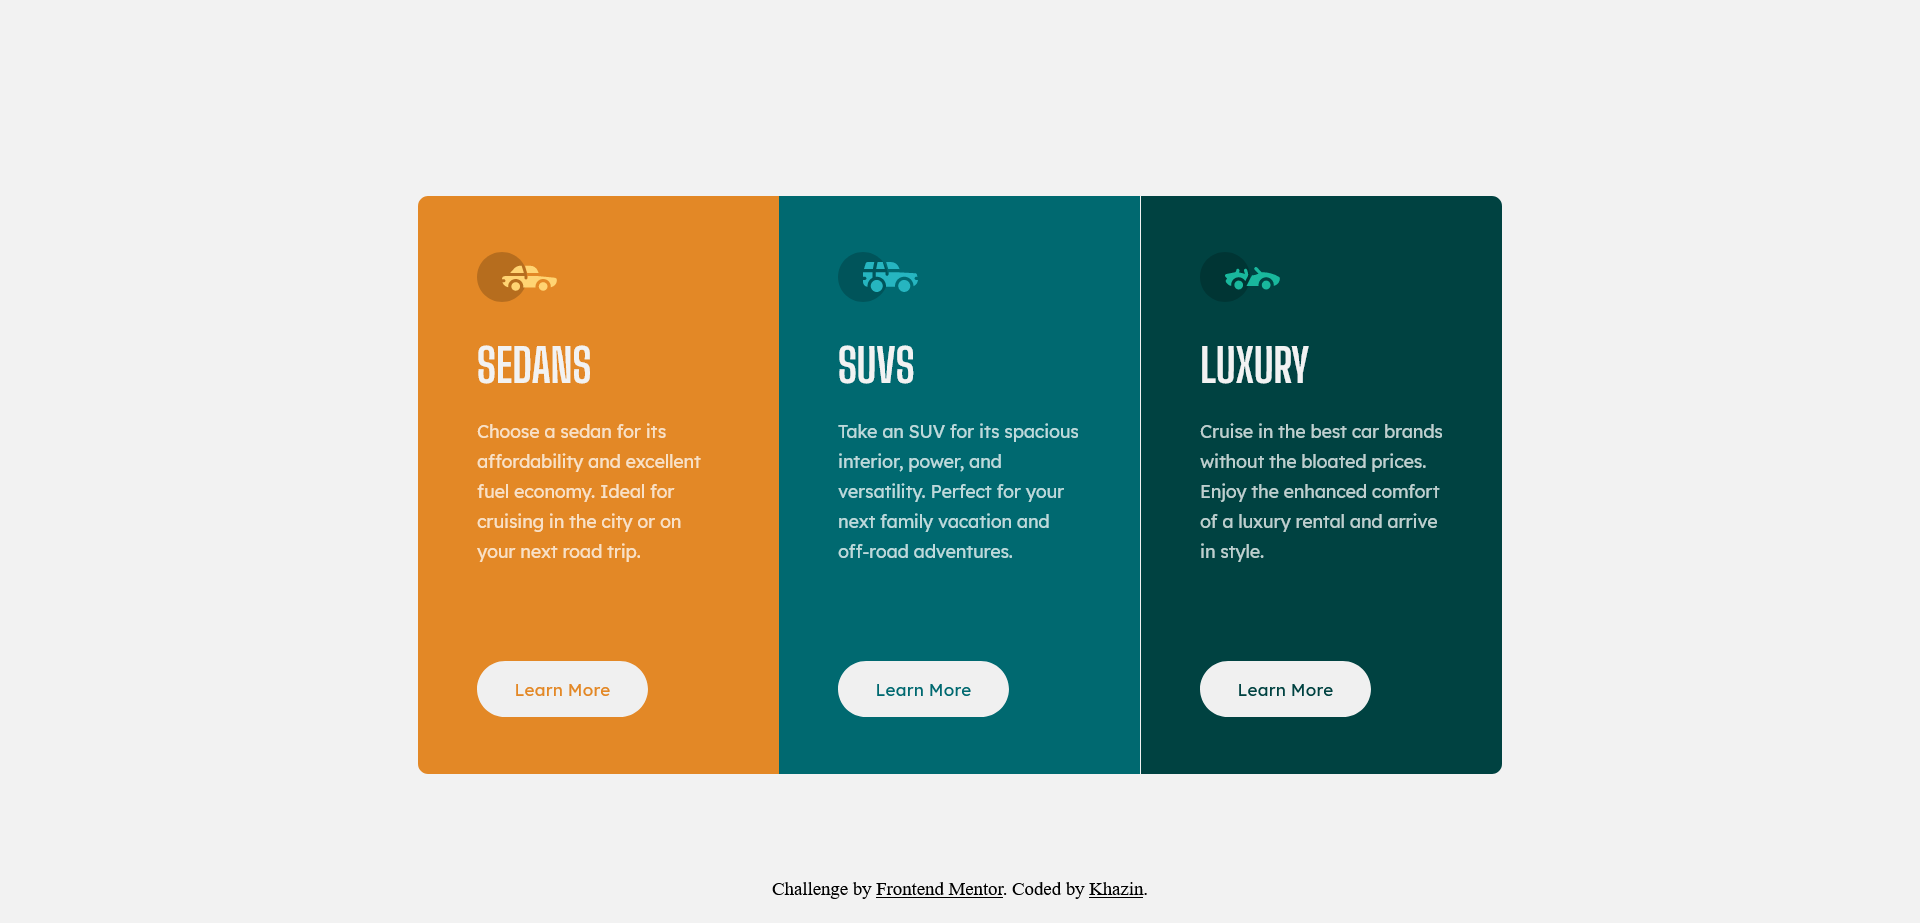 SEDANS
Choose a sedan for its
affordability and excellent
fuel economy. Ideal for
cruising in the city or on
your next road trip.
Learn More
SUVS
Take an SUV for its spacious
interior, power, and
versatility. Perfect for your
next family vacation and
off-road adventures.
Learn More
LUXURY
Cruise in the best car brands
without the bloated prices.
Enjoy the enhanced comfort
of a luxury rental and arrive
in style.
Learn More
Challenge by Frontend Mentor. Coded by Khazin.